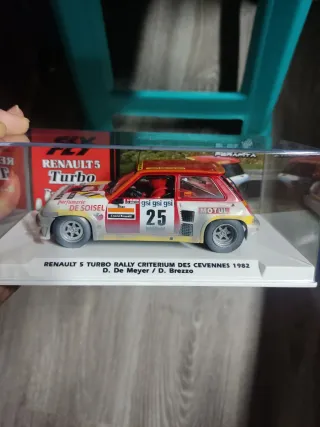 FLY
RENAULT 5
Turbo
parfumerie
DE SOISEL
gsi gsi gsi
25
MOTUL
RENAULT 5 TURBO RALLY CRITERIUM DES CEVENNES 1982
D. De Meyer / D. Brezzo